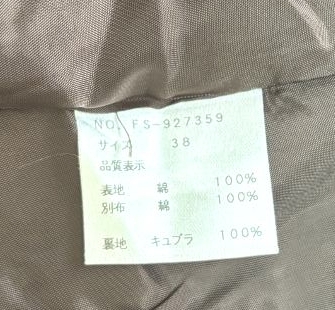 NO. FS-927359
サイズ 38
品質表示
表地 綿 100%
別布 綿 100%
裏地 キュプラ 100%